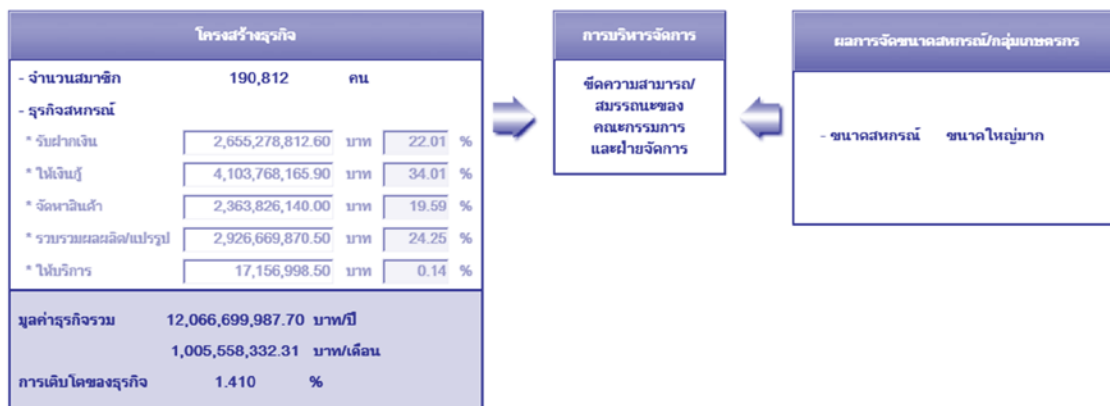 โครงสร้างธุรกิจ
- จำนวนสมาชิก 190,812 คน
- ธุรกิจสหกรณ์
* รับฝากเงิน 2,655,278,812.60 บาท 22.01 %
* ให้เงินกู้ 4,103,768,165.90 บาท 34.01 %
* จัดหาสินค้า 2,363,826,140.00 บาท 19.59 %
* รวบรวมผลผลิต/แปรรูป 2,926,669,870.50 บาท 24.25 %
* ให้บริการ 17,156,998.50 บาท 0.14 %
มูลค่าธุรกิจรวม 12,066,699,987.70 บาท/ปี
1,005,558,332.31 บาท/เดือน
การเติบโตของธุรกิจ 1.410 %
การบริหารจัดการ
ขีดความสามารถ/
สมรรถนะของ
คณะกรรมการ
และฝ่ายจัดการ
ผลการจัดขนาดสหกรณ์/กลุ่มเกษตรกร
- ขนาดสหกรณ์ ขนาดใหญ่มาก